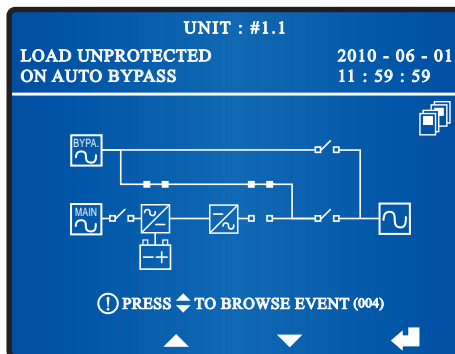 UNIT : #1.1
LOAD UNPROTECTED
ON AUTO BYPASS
2010 - 06 - 01
11 : 59 : 59
BYPA.
MAIN
PRESS TO BROWSE EVENT (004)